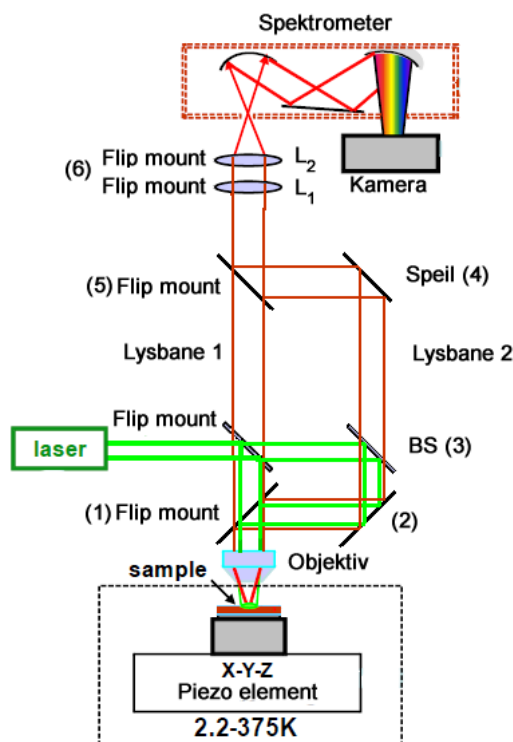 Spektrometer
(6) Flip mount L2
Flip mount L1
Kamera
(5) Flip mount
Speil (4)
Lysbane 1
Lysbane 2
Flip mount
laser
BS (3)
(1) Flip mount
(2)
Objektiv
sample
X-Y-Z
Piezo element
2.2-375K